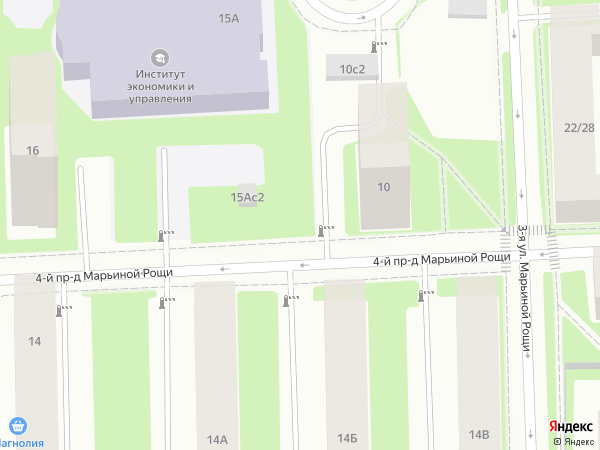 15А
Институт
экономики и
управления
10с2
22/28
16
10
15Ас2
3-я ул. Марьиной Рощи
4-й пр-д Марьиной Рощи
4-й пр-д Марьиной Рощи
14
14А
14Б
14В
Магнолия
Яндекс
© Яндекс